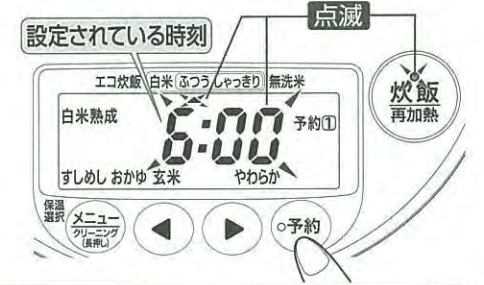 点滅
設定されている時刻
エコ炊飯 白米 ふつう しゃっきり 無洗米
白米熟成
6:00
予約①
すしめし おかゆ 玄米 やわらか
炊飯
再加熱
保温
選択
メニュー
クリーニング
(長押し)
予約